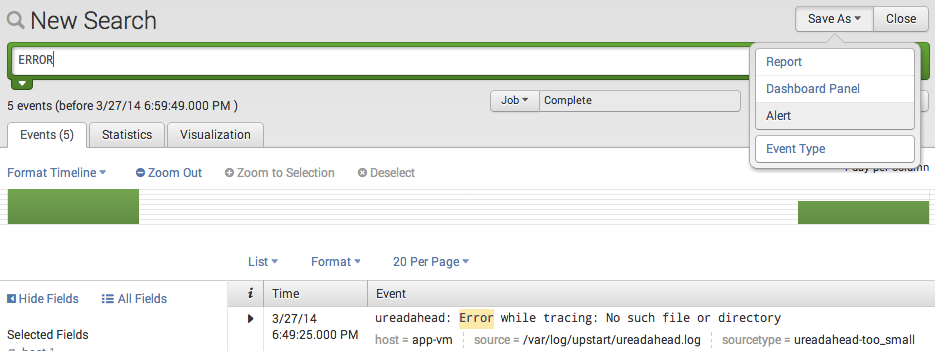 New Search
Save As
Close
ERROR
Report
Dashboard Panel
Alert
Event Type
5 events (before 3/27/14 6:59:49.000 PM )
Job
Complete
Events (5)
Statistics
Visualization
Format Timeline
Zoom Out
Zoom to Selection
Deselect
1 day per column
List
Format
20 Per Page
Hide Fields
All Fields
i
Time
Event
Selected Fields
3/27/14
6:49:25.000 PM
ureadahead: Error while tracing: No such file or directory
host = app-vm
source = /var/log/upstart/ureadahead.log
sourcetype = ureadahead-too_small